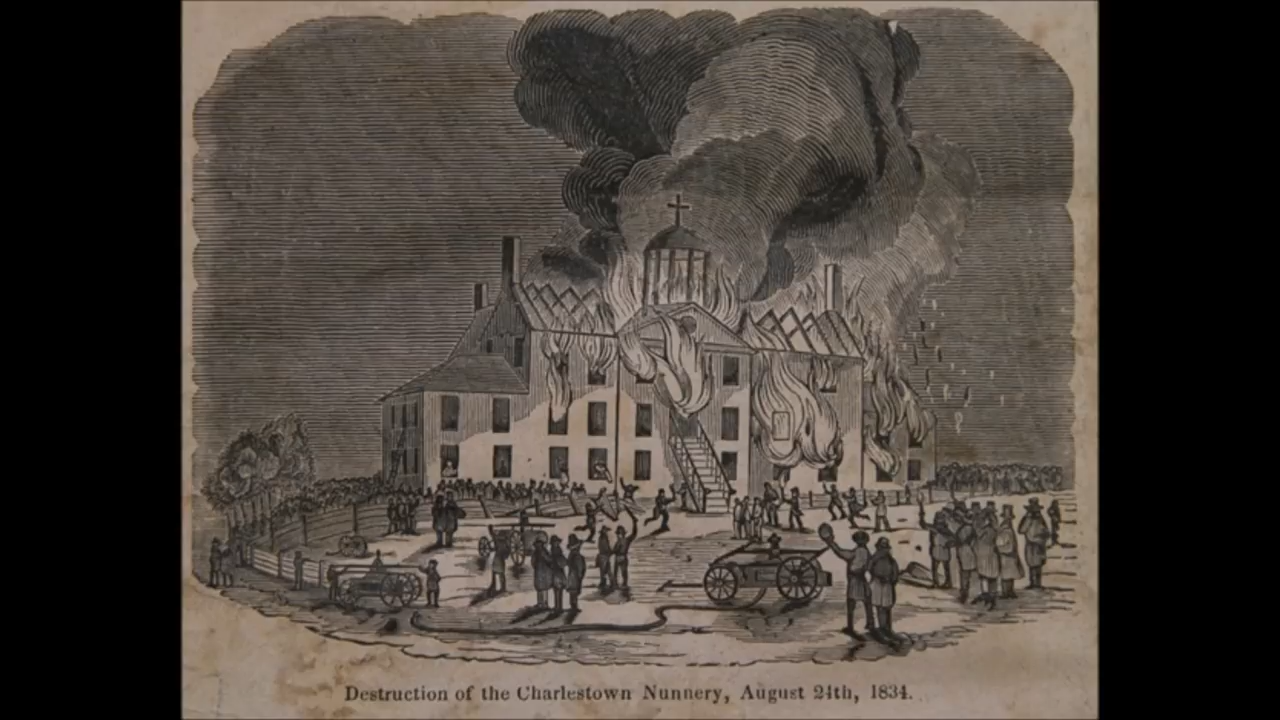 Destruction of the Charlestown Nunnery, August 24th, 1834.